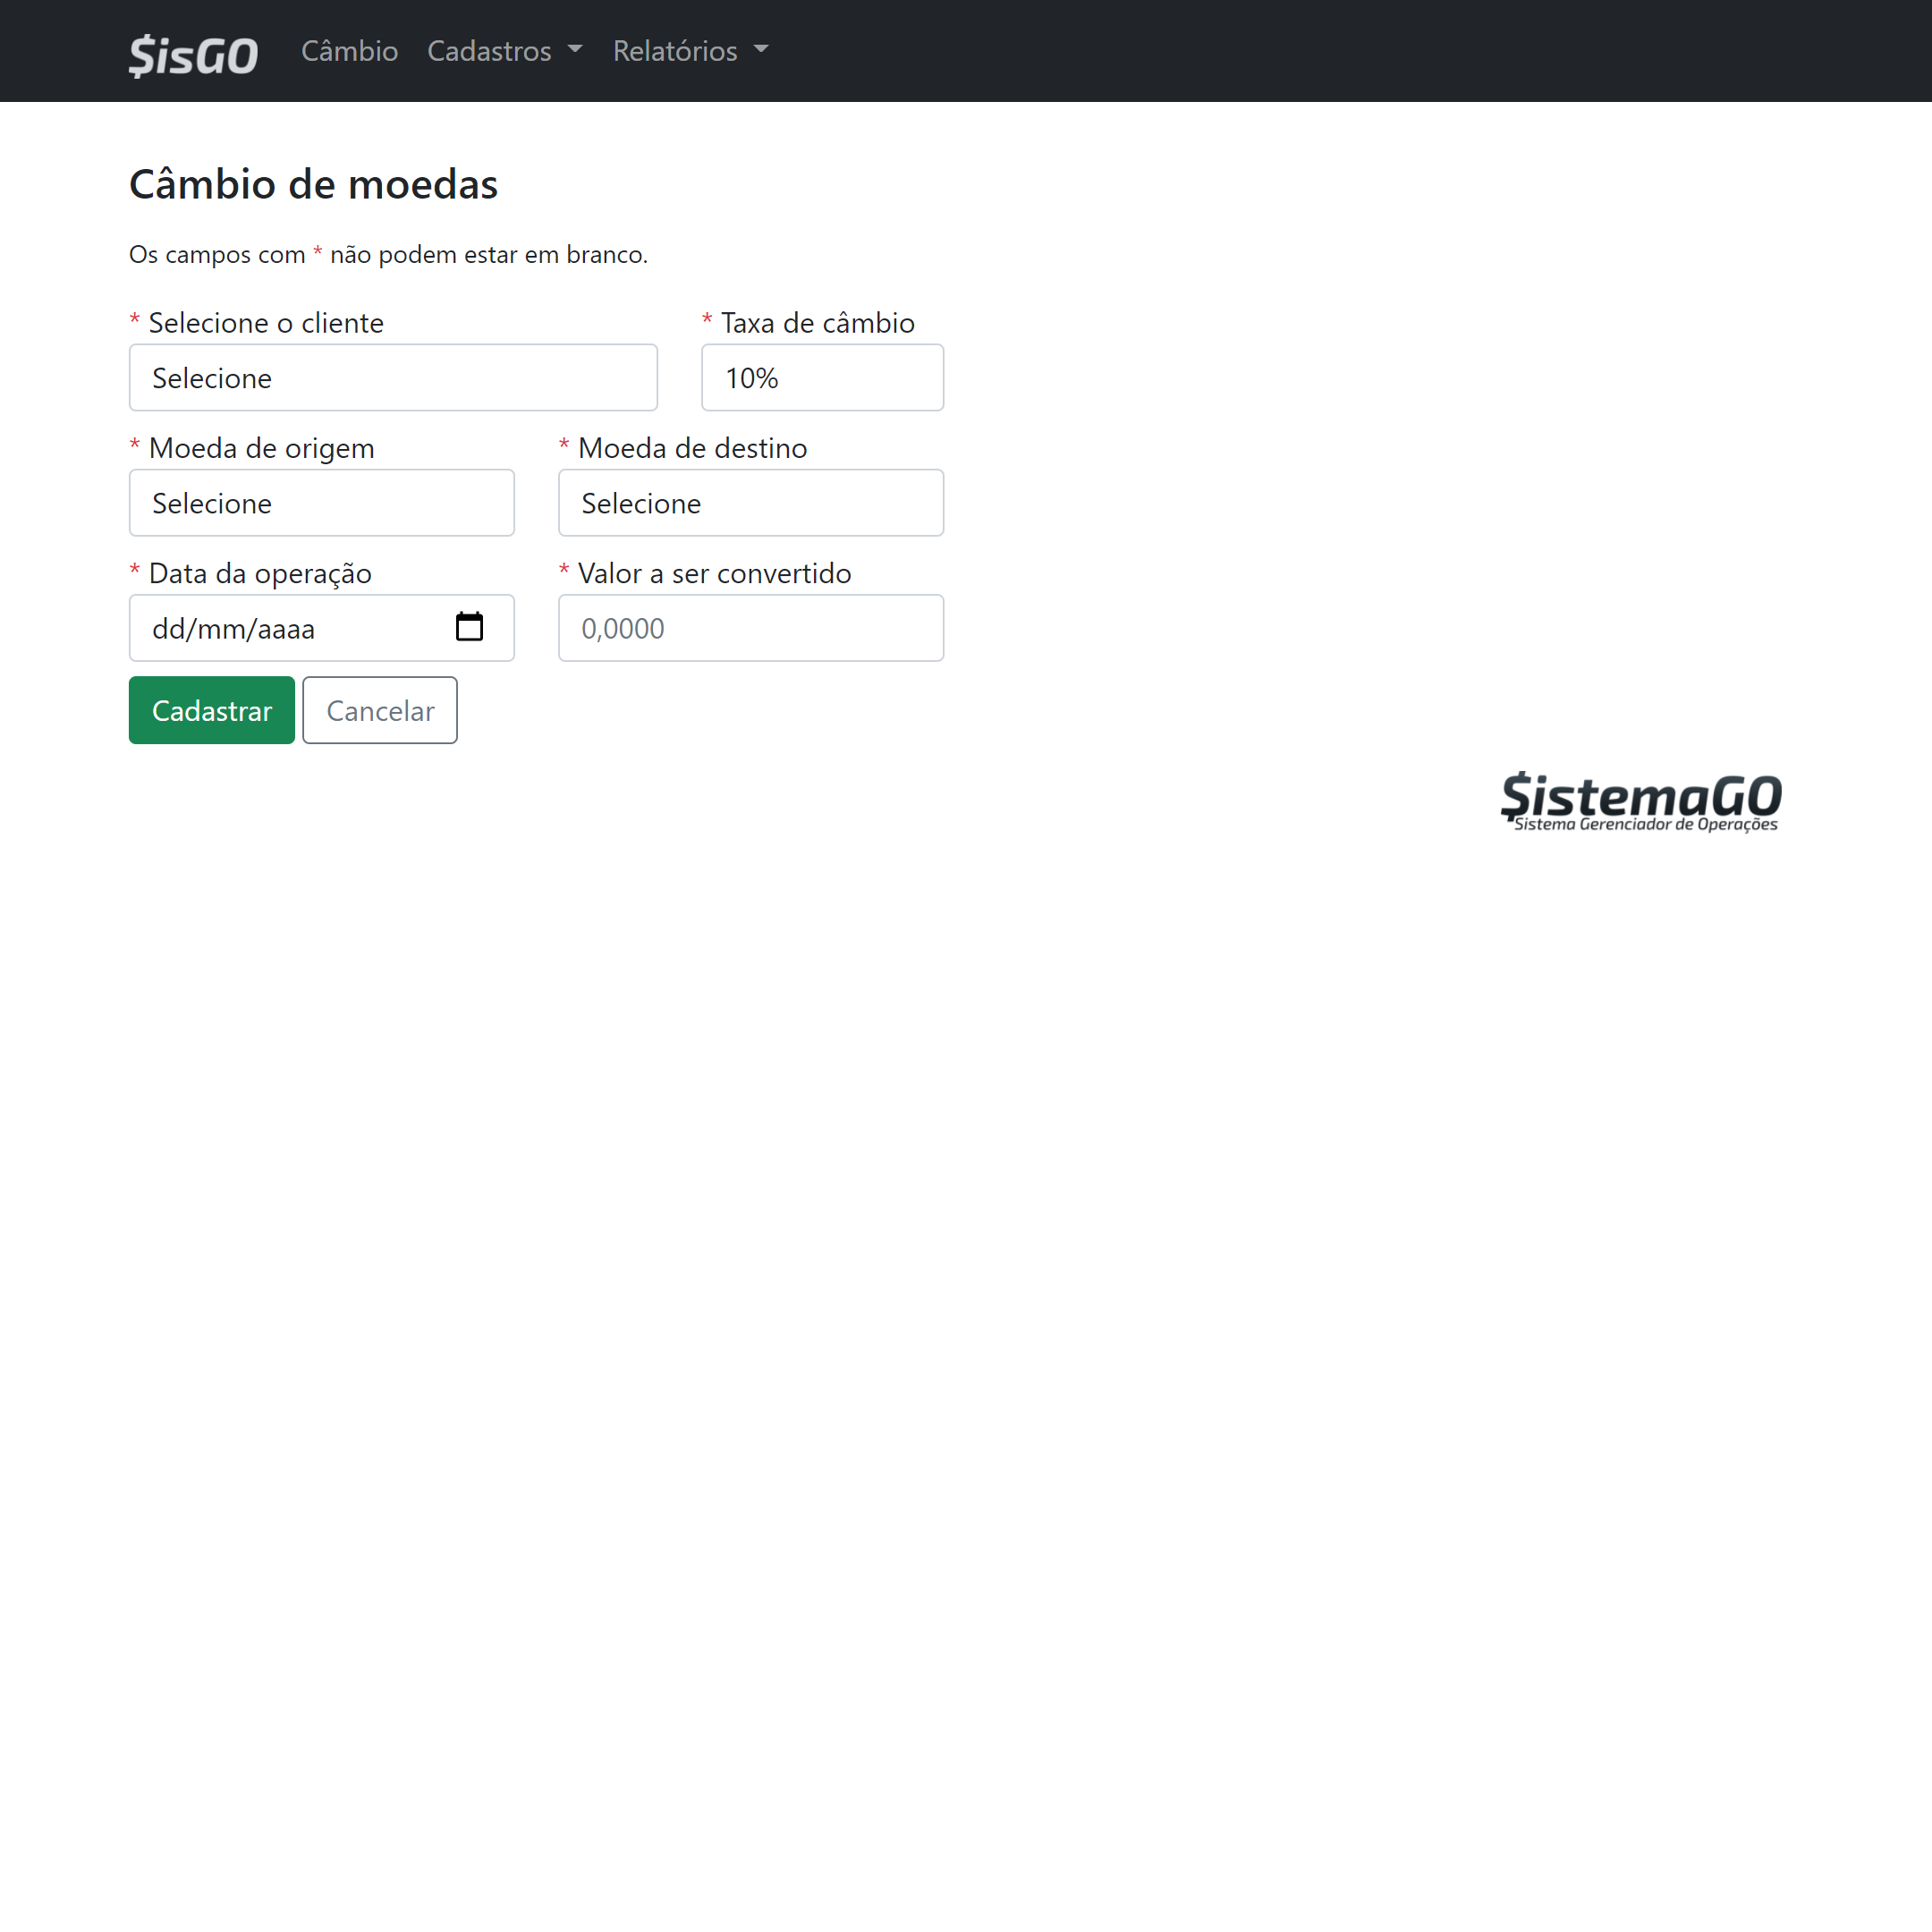 $isGO Câmbio Cadastros Relatórios
Câmbio de moedas
Os campos com * não podem estar em branco.
* Selecione o cliente * Taxa de câmbio
Selecione 10%
* Moeda de origem * Moeda de destino
Selecione Selecione
* Data da operação * Valor a ser convertido
dd/mm/aaaa 0,0000
Cadastrar Cancelar
$istemaGO
Sistema Gerenciador de Operações